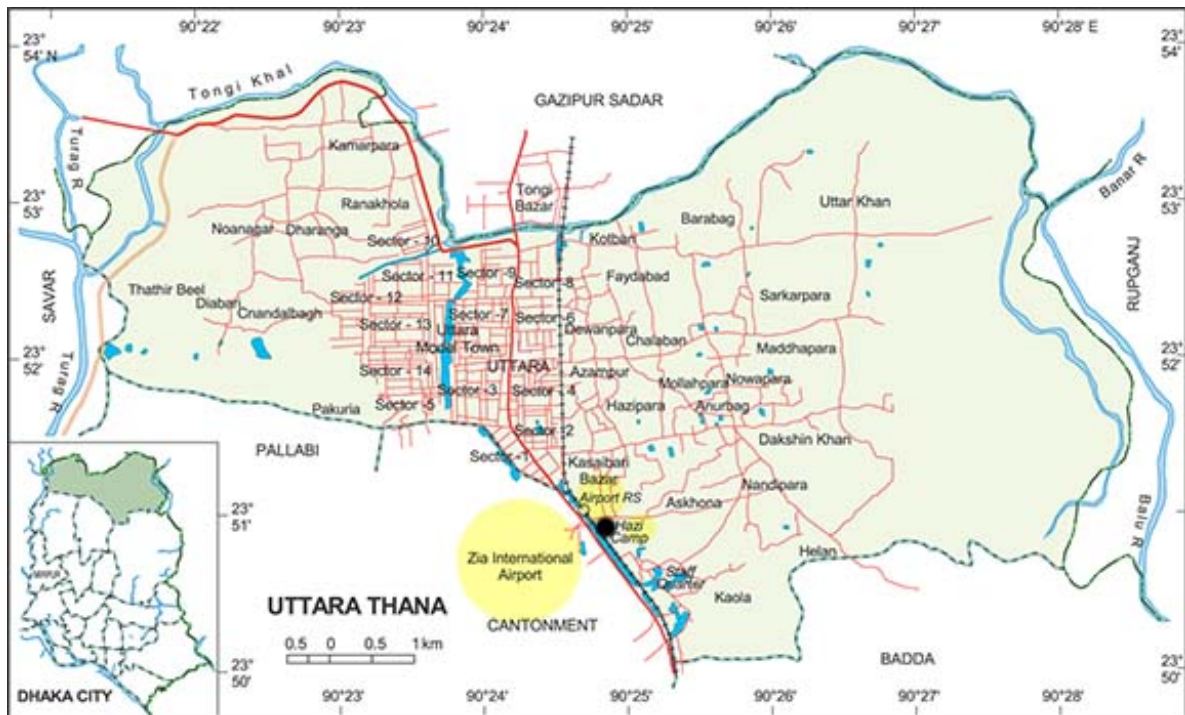 90°22'
90°23'
90°24'
90°25'
90°26'
90°27'
90°28' E
23°
54' N
23°
54'
Tongi Khal
GAZIPUR SADAR
Turag R
Kamarpara
Banar R
23°
53'
Tongi
Bazar
23°
53'
Ranakhola
Barabag
Uttar Khan
Noanagar
Dharanga
Sector - 10
Kotbari
SAVAR
Sector - 11
Sector -9
Sector -8
Faydabad
RUPGANJ
Thathir Beel
Diabari
Sector - 12
Sarkarpara
Cnandalbagh
Sector - 13
Sector -7
Sector -6
Uttara
Model Town
Dewanpara
Chalaban
Maddhapara
23°
52'
23°
52'
Turag R
Sector - 14
UTTARA
Azampur
Mollahpara
Nowapara
Sector -3
Sector - 4
Pakuria
Sector -5
Hazipara
Anurbag
Sector -2
Dakshin Khan
PALLABI
Sector -1
Kasaibari
Bazar
Nandipara
Airport RS
Askhona
23°
51'
23°
51'
Hazi
Camp
Balu R
Zia International
Airport
Helan
Staff
Quarter
Kaola
UTTARA THANA
CANTONMENT
0.5 0 0.5 1km
BADDA
23°
50'
23°
50'
DHAKA CITY
90°23'
90°24'
90°25'
90°26'
90°27'
90°28'